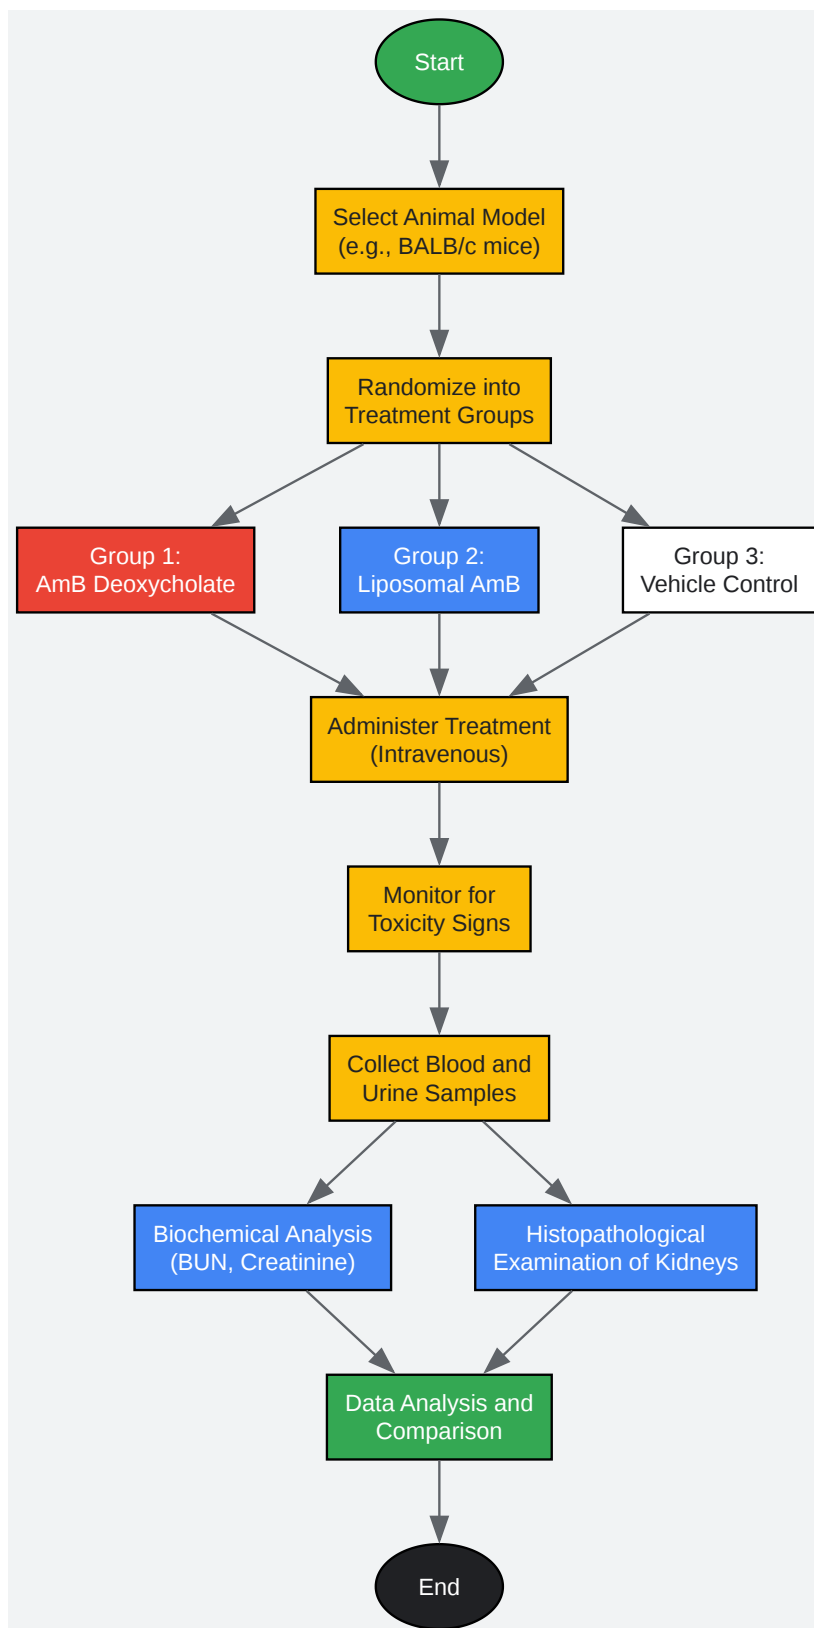 Start
Select Animal Model
(e.g., BALB/c mice)
Randomize into
Treatment Groups
Group 1:
AmB Deoxycholate
Group 2:
Liposomal AmB
Group 3:
Vehicle Control
Administer Treatment
(Intravenous)
Monitor for
Toxicity Signs
Collect Blood and
Urine Samples
Biochemical Analysis
(BUN, Creatinine)
Histopathological
Examination of Kidneys
Data Analysis and
Comparison
End